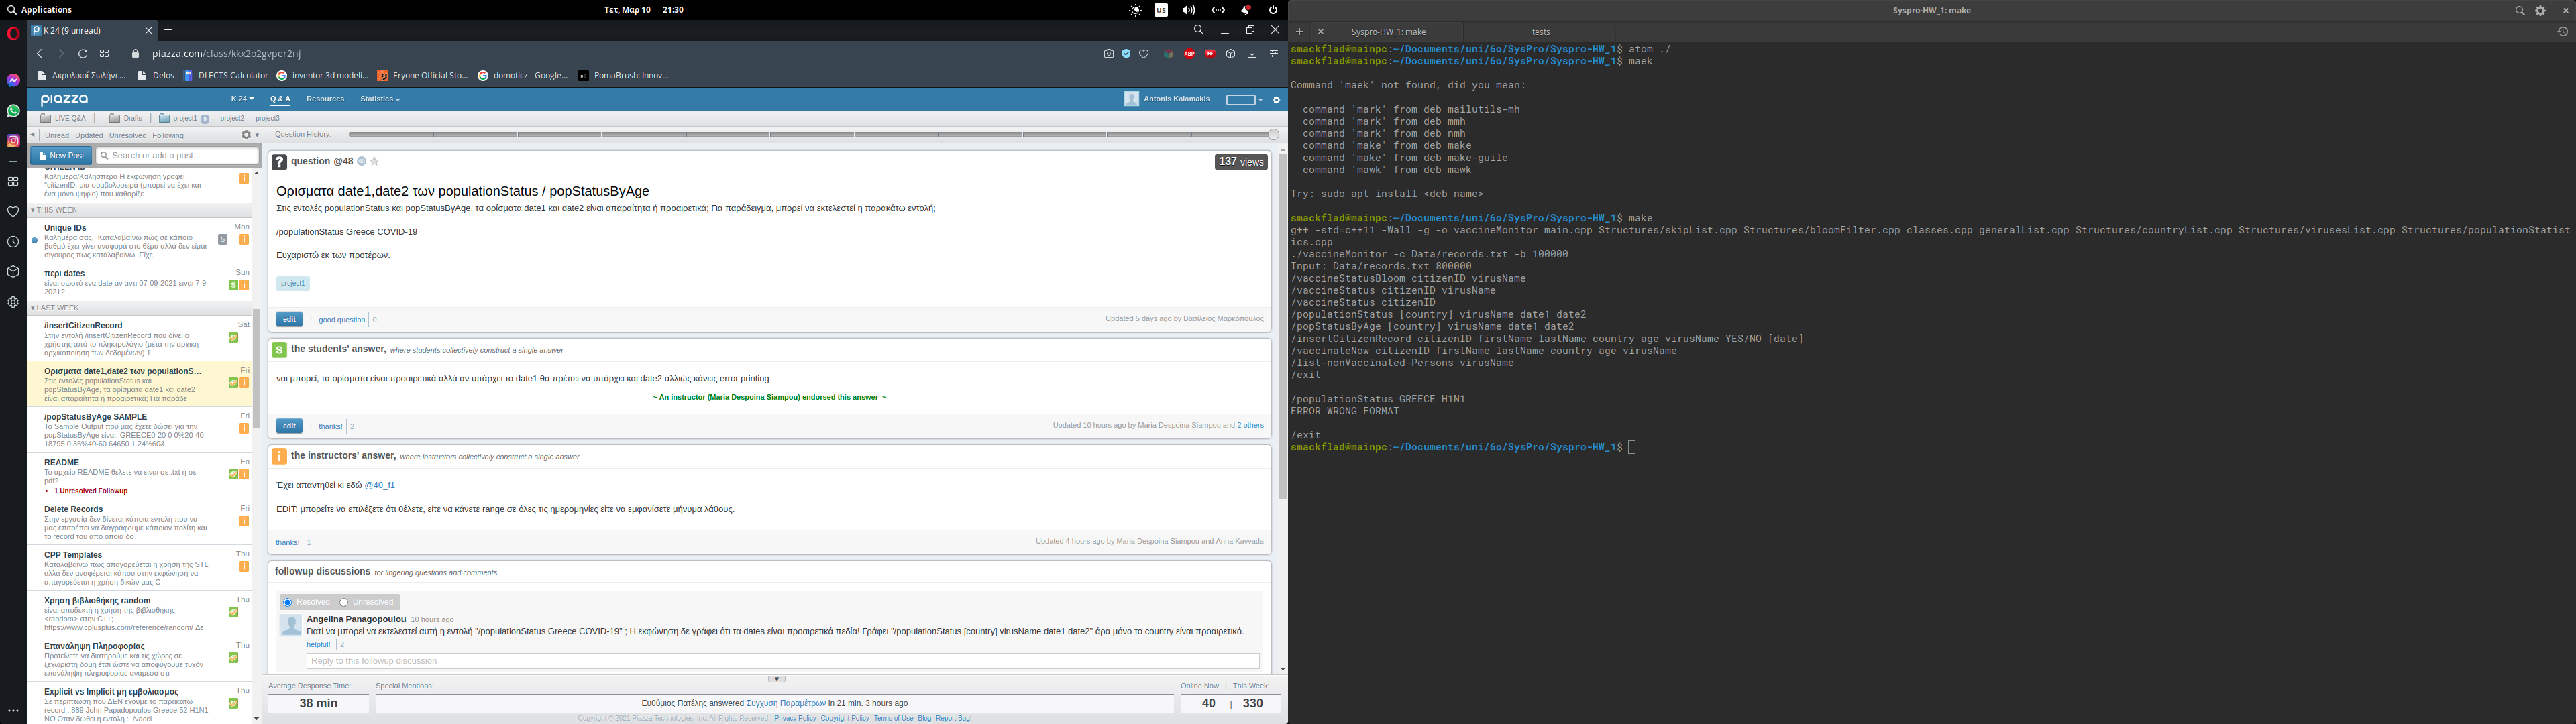 Applications
Τετ, Μαρ 10 21:30
us
K 24 (9 unread)
piazza.com/class/kkx2o2gvper2nj
ABP
Ακρυλικοί Σωλήνε...
Delos
DI ECTS Calculator
inventor 3d modeli...
Eryone Official Sto...
domoticz - Google...
PomaBrush: Innov...
piazza
K 24
Q & A
Resources
Statistics
Antonis Kalamakis
LIVE Q&A
Drafts
project1
project2
project3
Unread Updated Unresolved Following
Question History:
New Post
Search or add a post...
Καλημερα/Καλησπερα Η εκφωνηση γραφει
"citizenID: μια συμβολοσειρά (μπορεί να έχει και
ένα μόνο ψηφίο) που καθορίζε
THIS WEEK
Unique IDs
Mon
Καλημέρα σας, Καταλαβαίνω πώς σε κάποιο
βαθμό έχει γίνει αναφορά στο θέμα αλλά δεν είμαι
σίγουρος πως καταλαβαίνω. Είχε
5
περι dates
Sun
είναι σωστό ενα date αν αντι 07-09-2021 ειναι 7-9-
2021?
LAST WEEK
/insertCitizenRecord
Sat
Στην εντολή /insertCitizenRecord που δίνει ο
χρήστης από το πληκτρολόγιο (μετά την αρχική
αρχικοποίηση των δεδομένων) 1
Ορισματα date1,date2 των populationS...
Fri
Στις εντολές populationStatus και
popStatusByAge, τα ορίσματα date1 και date2
είναι απαραίτητα ή προαιρετικά; Για παράδε
/popStatusByAge SAMPLE
Fri
Το Sample Output που μας έχετε δώσει για την
popStatusByAge είναι: GREECE0-20 0 0%20-40
18795 0.36%40-60 64650 1.24%60&
README
Fri
Το αρχείο README θέλετε να είναι σε .txt ή σε
pdf?
• 1 Unresolved Followup
Delete Records
Fri
Στην εργασία δεν δίνεται κάποια εντολή που να
μας επιτρέπει να διαγράφουμε κάποιον πολίτη και
το record του από οποια δο
CPP Templates
Thu
Καταλαβαίνω πως απαγορεύεται η χρήση της STL
αλλά δεν αναφέρεται κάπου στην εκφώνηση να
απαγορεύεται η χρήση δικών μας C
Χρηση βιβλιοθήκης random
Thu
είναι αποδεκτή η χρήση της βιβλιοθήκης
<random> στην C++;
https://www.cplusplus.com/reference/random/ Δε
Επανάληψη Πληροφορίας
Thu
Προτείνετε να διατηρούμε και τις χώρες σε
ξεχωριστή δομή έτσι ώστε να αποφύγουμε τυχόν
επανάληψη πληροφορίας ανάμεσα στι
Explicit vs Implicit μη εμβολιασμος
Thu
Σε περιπτωση που ΔΕΝ εχουμε το παρακατω
record : 889 John Papadopoulos Greece 52 H1N1
NO Οταν δωθει η εντολη : /vacci
question @48
137 views
Ορισματα date1,date2 των populationStatus / popStatusByAge
Στις εντολές populationStatus και popStatusByAge, τα ορίσματα date1 και date2 είναι απαραίτητα ή προαιρετικά; Για παράδειγμα, μπορεί να εκτελεστεί η παρακάτω εντολή;
/populationStatus Greece COVID-19
Ευχαριστώ εκ των προτέρων.
project1
edit
good question 0
Updated 5 days ago by Βασίλειος Μαρκόπουλος
S the students' answer, where students collectively construct a single answer
ναι μπορεί, τα ορίσματα είναι προαιρετικά αλλά αν υπάρχει το date1 θα πρέπει να υπάρχει και date2 αλλιώς κάνεις error printing
~ An instructor (Maria Despoina Siampou) endorsed this answer ~
edit
thanks! 2
Updated 10 hours ago by Maria Despoina Siampou and 2 others
i the instructors' answer, where instructors collectively construct a single answer
Έχει απαντηθεί κι εδώ @40_f1
EDIT: μπορείτε να επιλέξετε ότι θέλετε, είτε να κάνετε range σε όλες τις ημερομηνίες είτε να εμφανίσετε μήνυμα λάθους.
thanks! 1
Updated 4 hours ago by Maria Despoina Siampou and Anna Kavvada
followup discussions for lingering questions and comments
Resolved Unresolved
Angelina Panagopoulou 10 hours ago
Γιατί να μπορεί να εκτελεστεί αυτή η εντολή "/populationStatus Greece COVID-19" ; Η εκφώνηση δε γράφει ότι τα dates είναι προαιρετικά πεδία! Γράφει "/populationStatus [country] virusName date1 date2" άρα μόνο το country είναι προαιρετικό.
helpful! 2
Reply to this followup discussion
Average Response Time:
38 min
Special Mentions:
Ευθύμιος Πατέλης answered Συγχυση Παραμέτρων in 21 min. 3 hours ago
Online Now | This Week:
40 | 330
Copyright © 2021 Piazza Technologies, Inc. All Rights Reserved. Privacy Policy Copyright Policy Terms of Use Blog Report Bug!
Syspro-HW_1: make
Syspro-HW_1: make
tests
smackflad@mainpc:~/Documents/uni/6o/SysPro/Syspro-HW_1$ atom ./
smackflad@mainpc:~/Documents/uni/6o/SysPro/Syspro-HW_1$ maek
Command 'maek' not found, did you mean:
command 'mark' from deb mailutils-mh
command 'mark' from deb mmh
command 'mark' from deb nmh
command 'make' from deb make
command 'make' from deb make-guile
command 'mawk' from deb mawk
Try: sudo apt install <deb name>
smackflad@mainpc:~/Documents/uni/6o/SysPro/Syspro-HW_1$ make
g++ -std=c++11 -Wall -g -o vaccineMonitor main.cpp Structures/skipList.cpp Structures/bloomFilter.cpp classes.cpp generalList.cpp Structures/countryList.cpp Structures/virusesList.cpp Structures/populationStatist
ics.cpp
./vaccineMonitor -c Data/records.txt -b 100000
Input: Data/records.txt 800000
/vaccineStatusBloom citizenID virusName
/vaccineStatus citizenID virusName
/vaccineStatus citizenID
/populationStatus [country] virusName date1 date2
/popStatusByAge [country] virusName date1 date2
/insertCitizenRecord citizenID firstName lastName country age virusName YES/NO [date]
/vaccinateNow citizenID firstName lastName country age virusName
/list-nonVaccinated-Persons virusName
/exit
/populationStatus GREECE H1N1
ERROR WRONG FORMAT
/exit
smackflad@mainpc:~/Documents/uni/6o/SysPro/Syspro-HW_1$